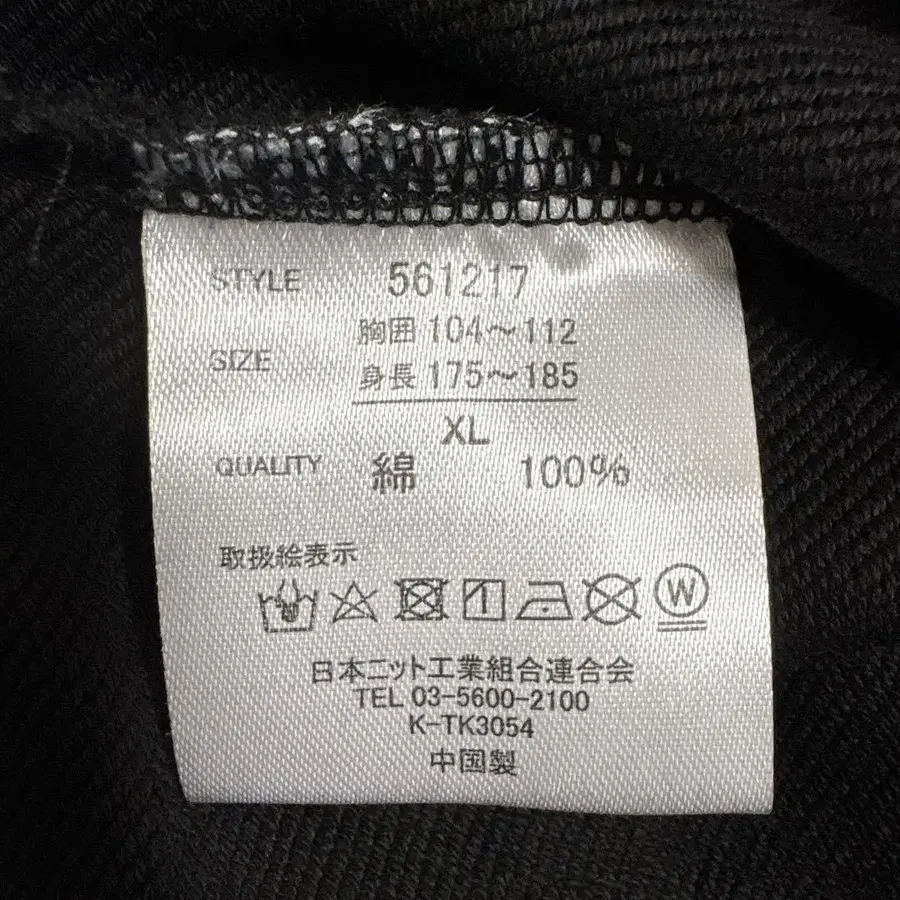 STYLE 561217
胸囲 104～112
SIZE
身長 175～185
XL
QUALITY 綿 100%
取扱絵表示
W
日本ニット工業組合連合会
TEL 03-5600-2100
K-TK3054
中国製